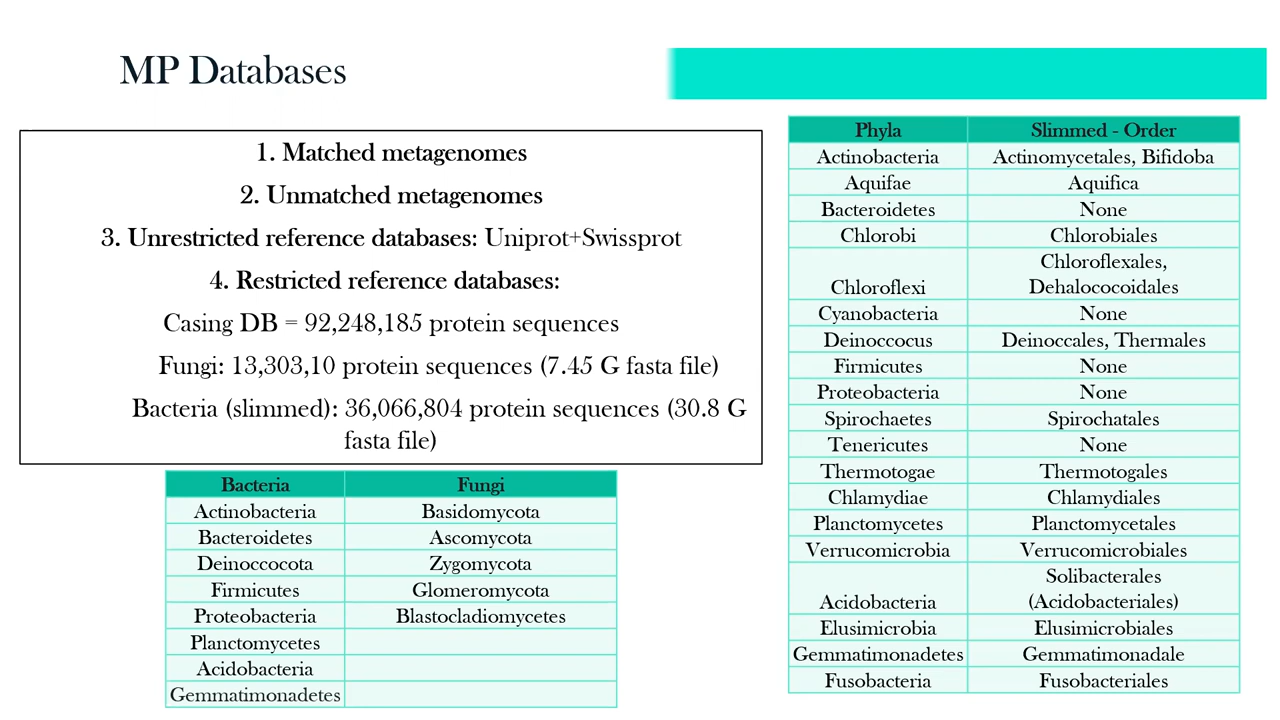 MP Databases
1. Matched metagenomes
2. Unmatched metagenomes
3. Unrestricted reference databases: Uniprot+Swissprot
4. Restricted reference databases:
Casing DB = 92,248,185 protein sequences
Fungi: 13,303,10 protein sequences (7.45 G fasta file)
Bacteria (slimmed): 36,066,804 protein sequences (30.8 G
fasta file)
Bacteria Fungi
Actinobacteria Basidomycota
Bacteroidetes Ascomycota
Deinoccocota Zygomycota
Firmicutes Glomeromycota
Proteobacteria Blastocladiomycetes
Planctomycetes
Acidobacteria
Gemmatimonadetes
Phyla Slimmed - Order
Actinobacteria Actinomycetales, Bifidoba
Aquifae Aquifica
Bacteroidetes None
Chlorobi Chlorobiales
Chloroflexales,
Chloroflexi Dehalococoidales
Cyanobacteria None
Deinoccocus Deinoccales, Thermales
Firmicutes None
Proteobacteria None
Spirochaetes Spirochatales
Tenericutes None
Thermotogae Thermotogales
Chlamydiae Chlamydiales
Planctomycetes Planctomycetales
Verrucomicrobia Verrucomicrobiales
Solibacterales
Acidobacteria (Acidobacteriales)
Elusimicrobia Elusimicrobiales
Gemmatimonadetes Gemmatimonadale
Fusobacteria Fusobacteriales